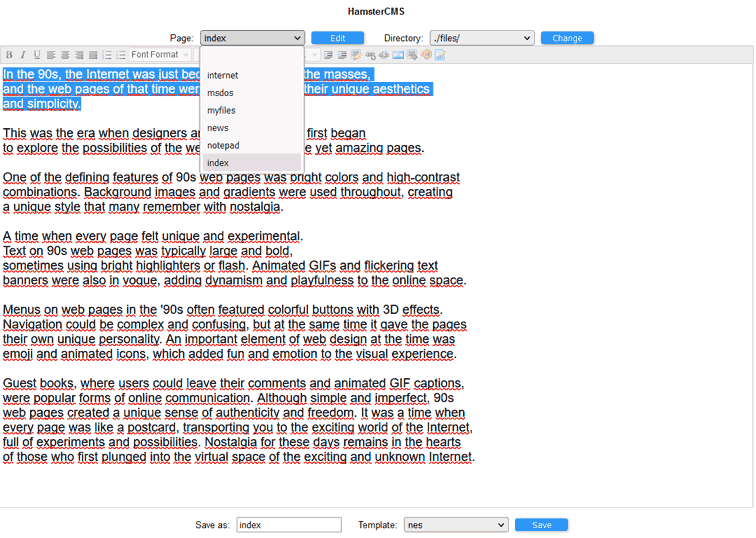 HamsterCMS
Page: index Edit Directory: ./files/ Change
B I U Font Format
In the 90s, the Internet was just the masses,
and the web pages of that time their unique aesthetics
and simplicity.
internet
msdos
myfiles
news
notepad
index
This was the era when designers first began
to explore the possibilities of the yet amazing pages.
One of the defining features of 90s web pages was bright colors and high-contrast
combinations. Background images and gradients were used throughout, creating
a unique style that many remember with nostalgia.
A time when every page felt unique and experimental.
Text on 90s web pages was typically large and bold,
sometimes using bright highlighters or flash. Animated GIFs and flickering text
banners were also in vogue, adding dynamism and playfulness to the online space.
Menus on web pages in the '90s often featured colorful buttons with 3D effects.
Navigation could be complex and confusing, but at the same time it gave the pages
their own unique personality. An important element of web design at the time was
emoji and animated icons, which added fun and emotion to the visual experience.
Guest books, where users could leave their comments and animated GIF captions,
were popular forms of online communication. Although simple and imperfect, 90s
web pages created a unique sense of authenticity and freedom. It was a time when
every page was like a postcard, transporting you to the exciting world of the Internet,
full of experiments and possibilities. Nostalgia for these days remains in the hearts
of those who first plunged into the virtual space of the exciting and unknown Internet.
Save as: index Template: nes Save